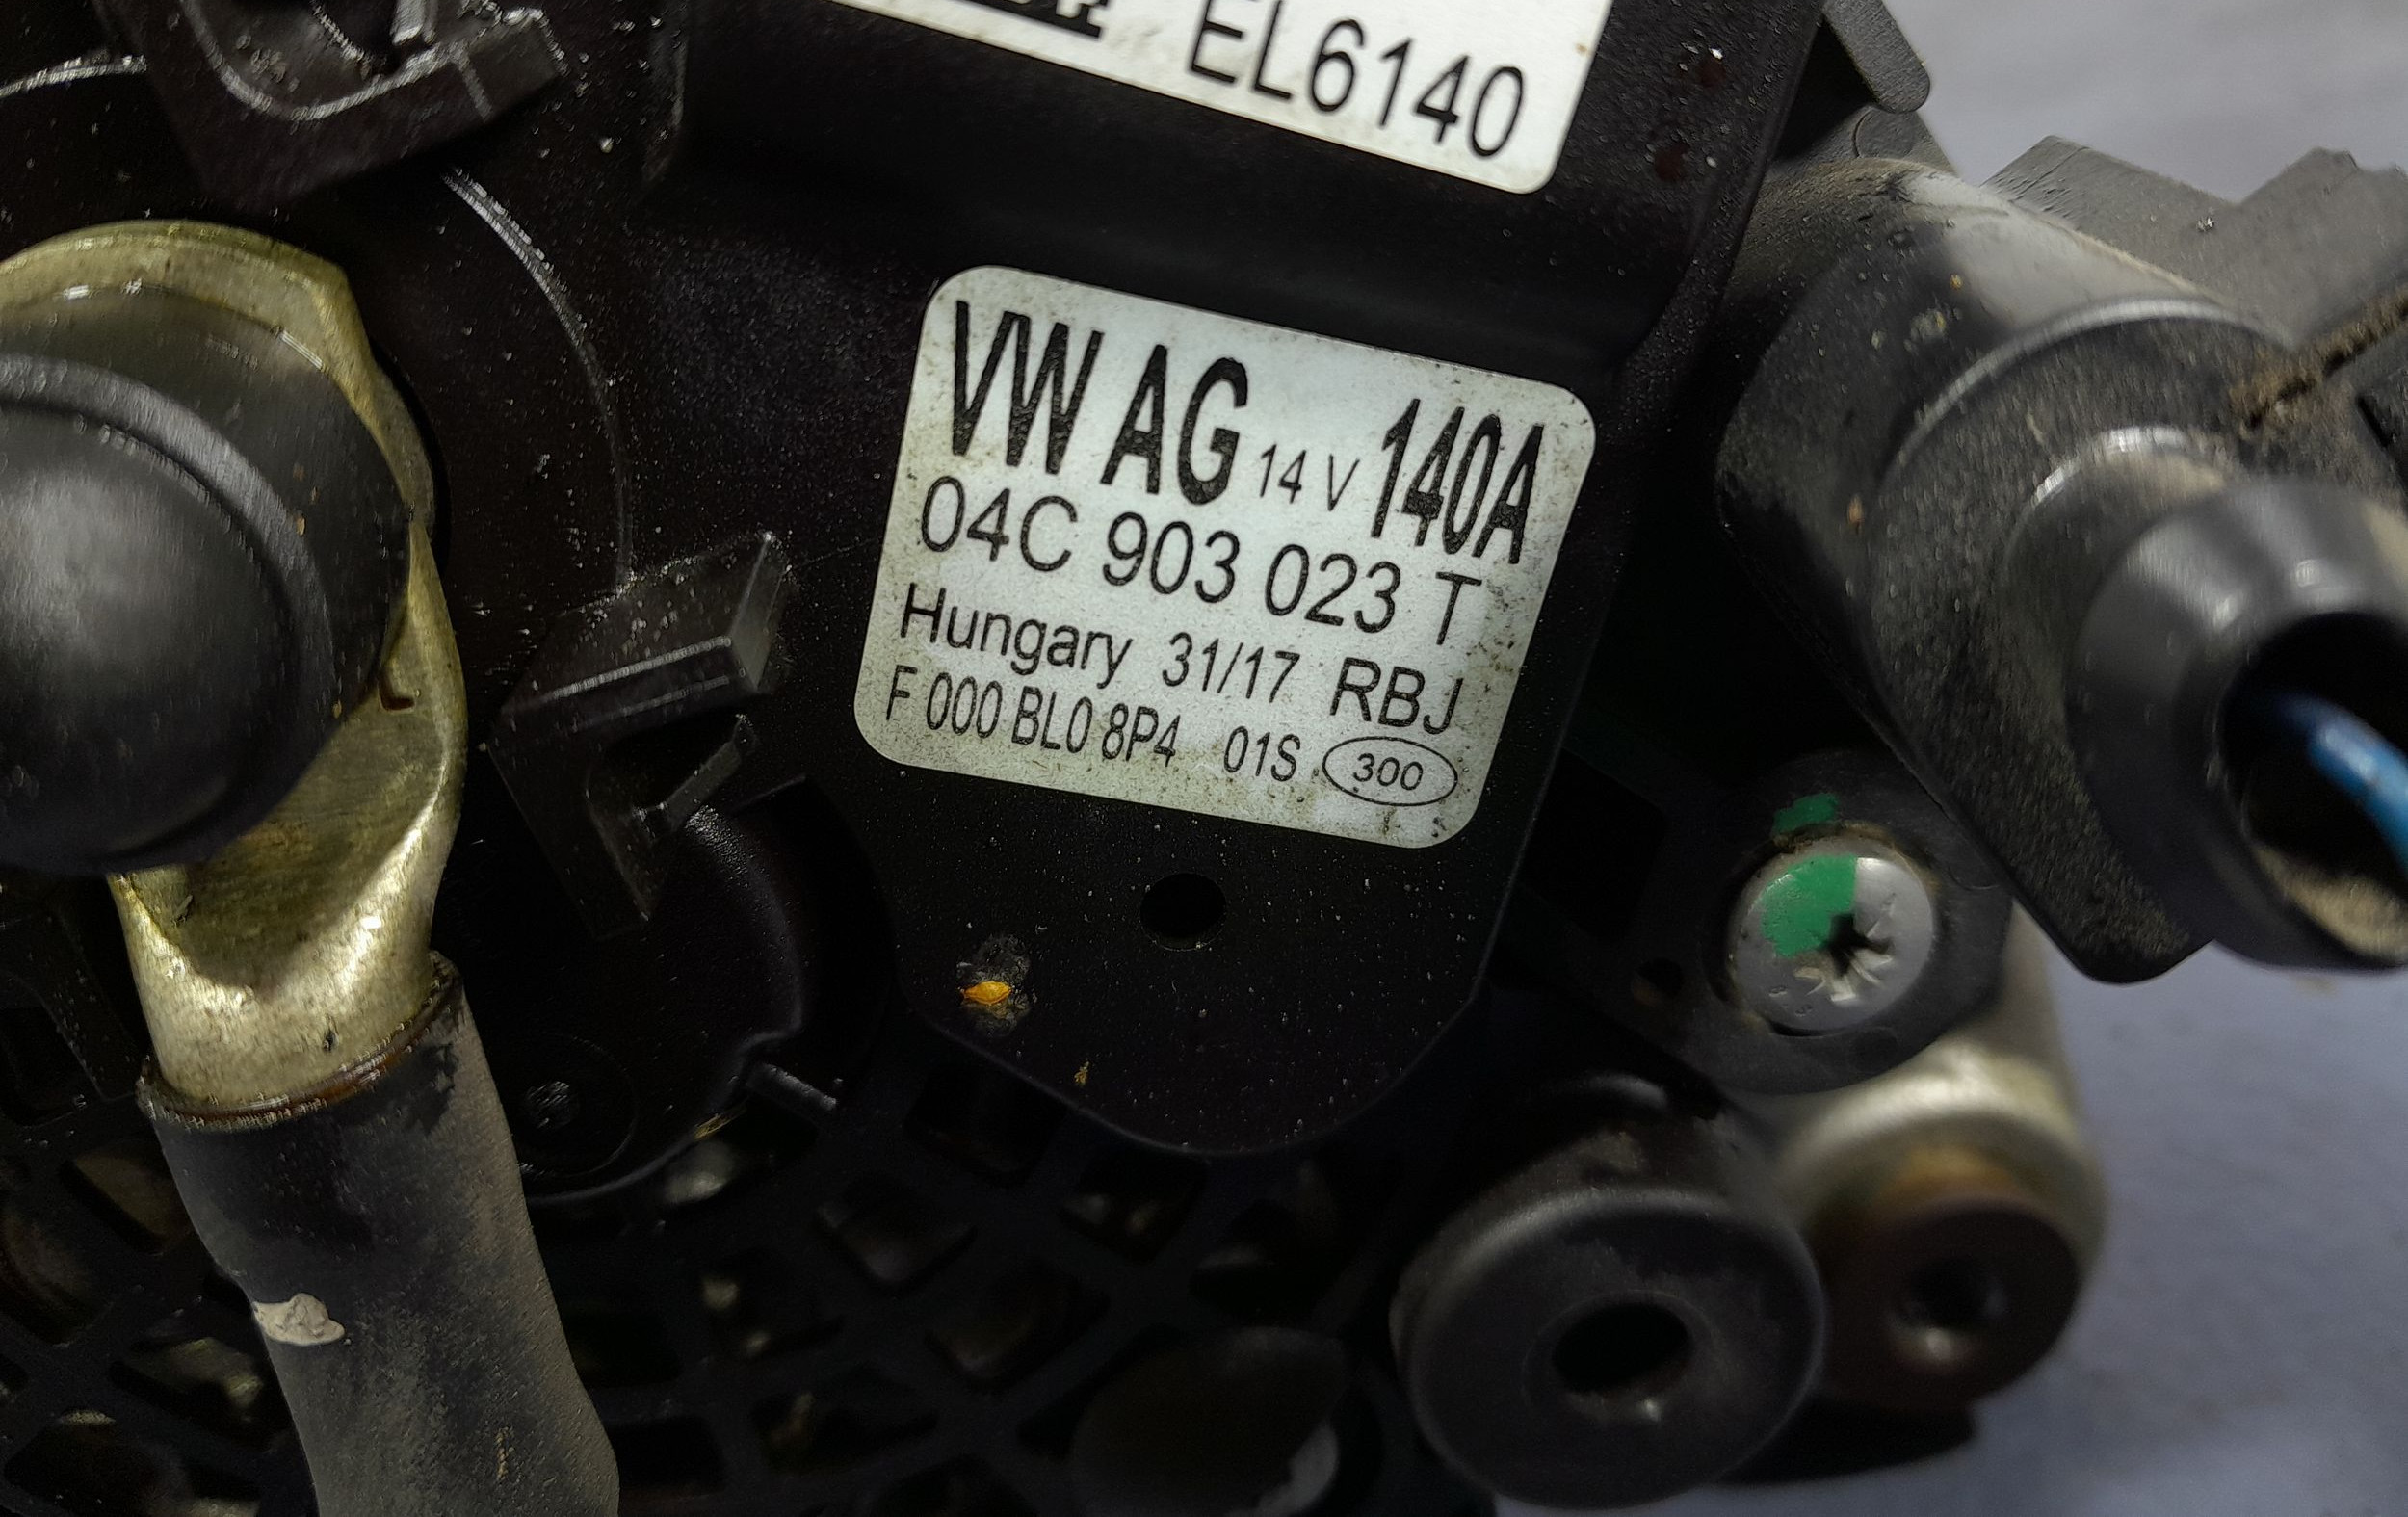 EL6140
VW AG 14 V 140A
04C 903 023 T
Hungary 31/17 RBJ
F 000 BL0 8P4 01S 300